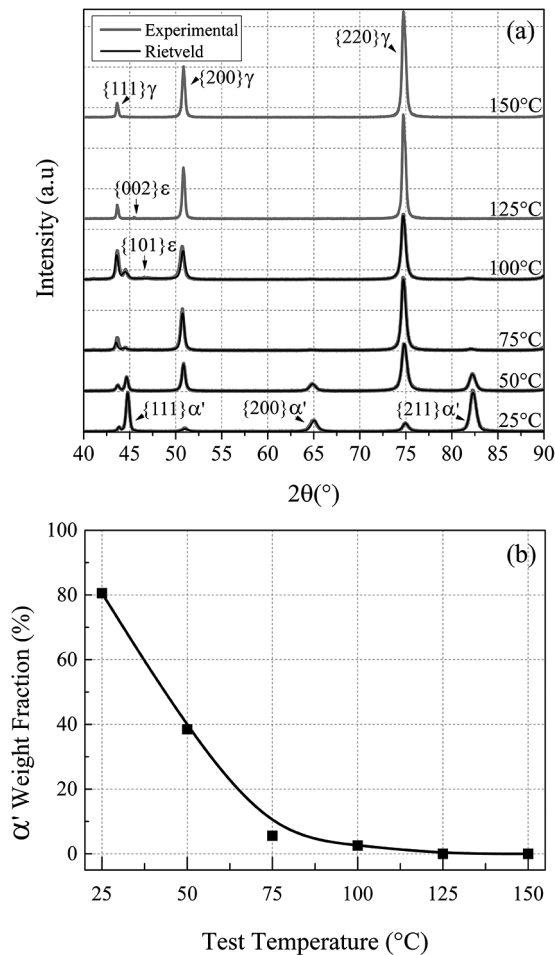 Experimental
Rietveld
(a)
{220}γ
{200}γ
{111}γ
150°C
{002}ε
125°C
{101}ε
100°C
75°C
50°C
{111}α'
{200}α'
{211}α'
25°C
Intensity (a.u)
40 45 50 55 60 65 70 75 80 85 90
2θ(°)
(b)
100
80
60
40
20
0
α' Weight Fraction (%)
25 50 75 100 125 150
Test Temperature (°C)